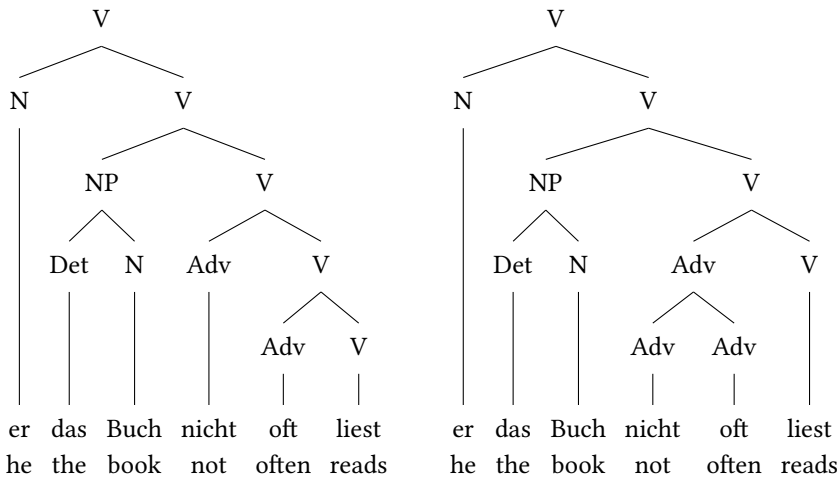 V V
N V N V
NP V NP V
Det N Adv V Det N Adv V
Adv V Adv Adv
er das Buch nicht oft liest er das Buch nicht oft liest
he the book not often reads he the book not often reads